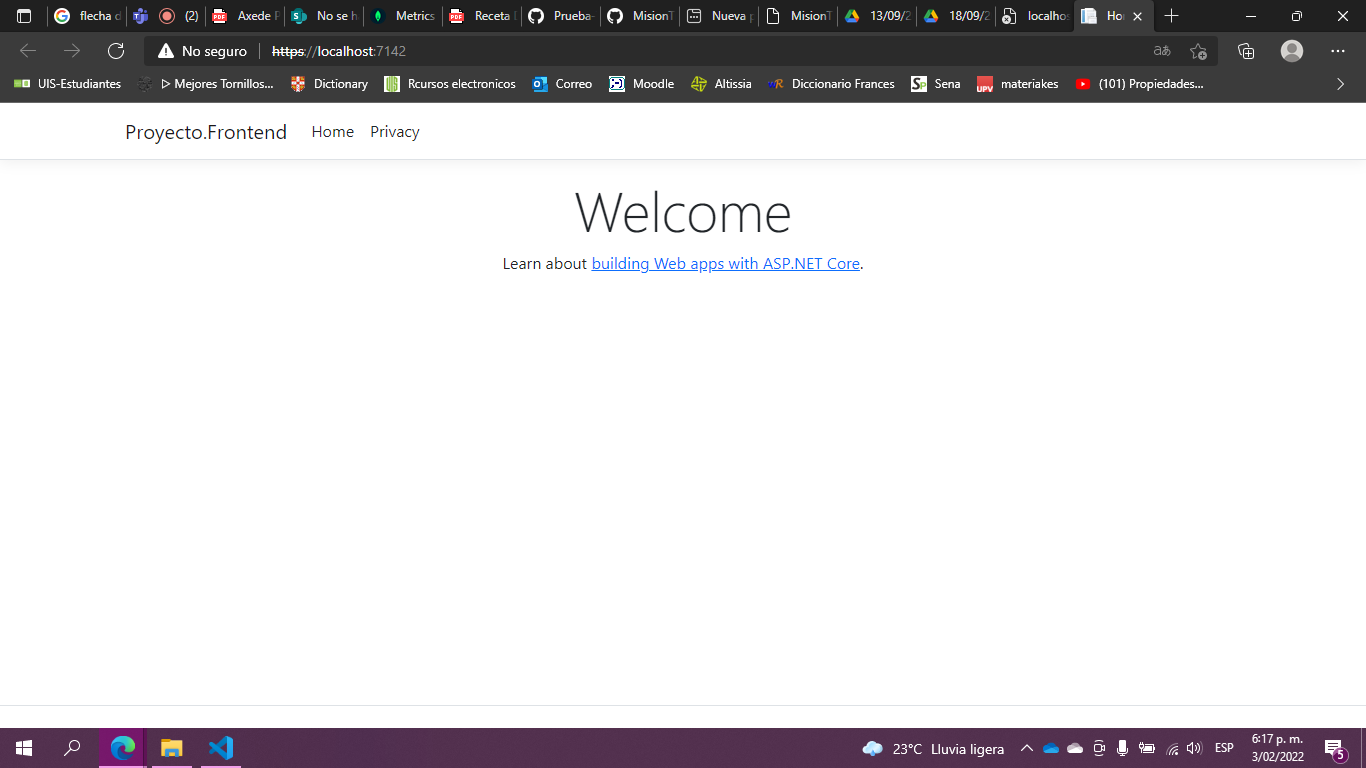 flecha d
(2)
Axede P
No se h
Metrics
Receta D
Prueba-
MisionT
Nueva p
MisionT
13/09/2
18/09/2
localhos
Ho
No seguro
https://localhost:7142
UIS-Estudiantes
ᐅ Mejores Tornillos...
Dictionary
Rcursos electronicos
Correo
Moodle
Altissia
Diccionario Frances
Sena
materiakes
(101) Propiedades...
Proyecto.Frontend
Home
Privacy
Welcome
Learn about building Web apps with ASP.NET Core.
23°C Lluvia ligera
ESP
6:17 p. m.
3/02/2022
5